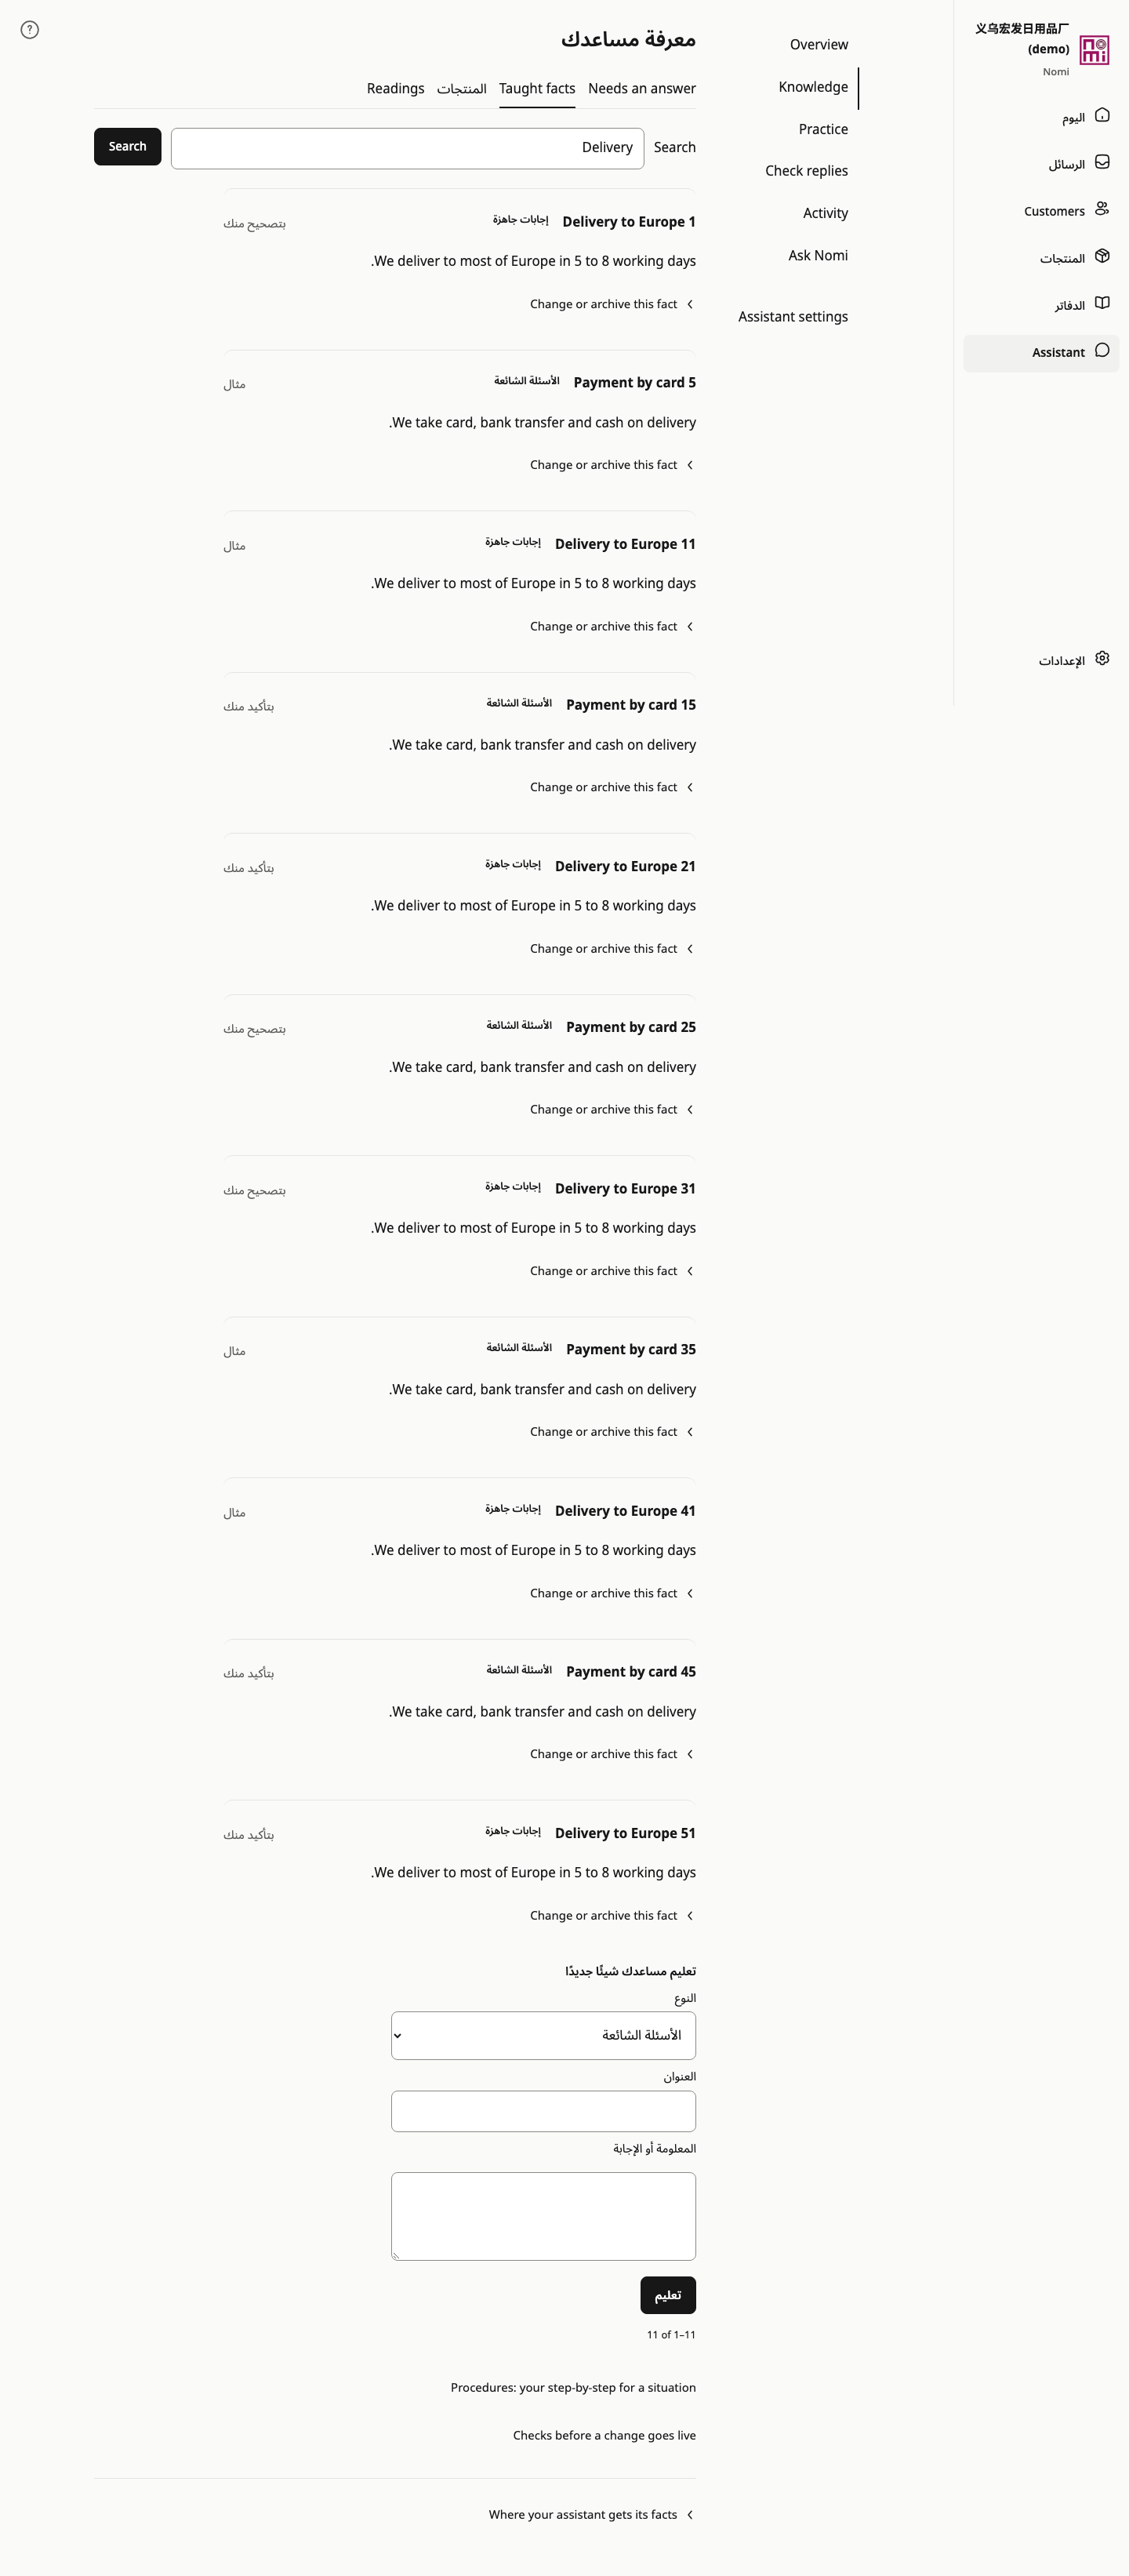 义乌宏发日用品厂
(demo)
Nomi
اليوم
الرسائل
Customers
المنتجات
الدفاتر
Assistant
الإعدادات
Overview
Knowledge
Practice
Check replies
Activity
Ask Nomi
Assistant settings
معرفة مساعدك
Needs an answer Taught facts المنتجات Readings
Search Delivery Search
Delivery to Europe 1 إجابات جاهزة بتصحيح منك
We deliver to most of Europe in 5 to 8 working days.
Change or archive this fact
Payment by card 5 الأسئلة الشائعة مثال
We take card, bank transfer and cash on delivery.
Change or archive this fact
Delivery to Europe 11 إجابات جاهزة مثال
We deliver to most of Europe in 5 to 8 working days.
Change or archive this fact
Payment by card 15 الأسئلة الشائعة بتأكيد منك
We take card, bank transfer and cash on delivery.
Change or archive this fact
Delivery to Europe 21 إجابات جاهزة بتأكيد منك
We deliver to most of Europe in 5 to 8 working days.
Change or archive this fact
Payment by card 25 الأسئلة الشائعة بتصحيح منك
We take card, bank transfer and cash on delivery.
Change or archive this fact
Delivery to Europe 31 إجابات جاهزة بتصحيح منك
We deliver to most of Europe in 5 to 8 working days.
Change or archive this fact
Payment by card 35 الأسئلة الشائعة مثال
We take card, bank transfer and cash on delivery.
Change or archive this fact
Delivery to Europe 41 إجابات جاهزة مثال
We deliver to most of Europe in 5 to 8 working days.
Change or archive this fact
Payment by card 45 الأسئلة الشائعة بتأكيد منك
We take card, bank transfer and cash on delivery.
Change or archive this fact
Delivery to Europe 51 إجابات جاهزة بتأكيد منك
We deliver to most of Europe in 5 to 8 working days.
Change or archive this fact
تعليم مساعدك شيئًا جديدًا
النوع
الأسئلة الشائعة
العنوان
المعلومة أو الإجابة
تعليم
11 of 1–11
Procedures: your step-by-step for a situation
Checks before a change goes live
Where your assistant gets its facts